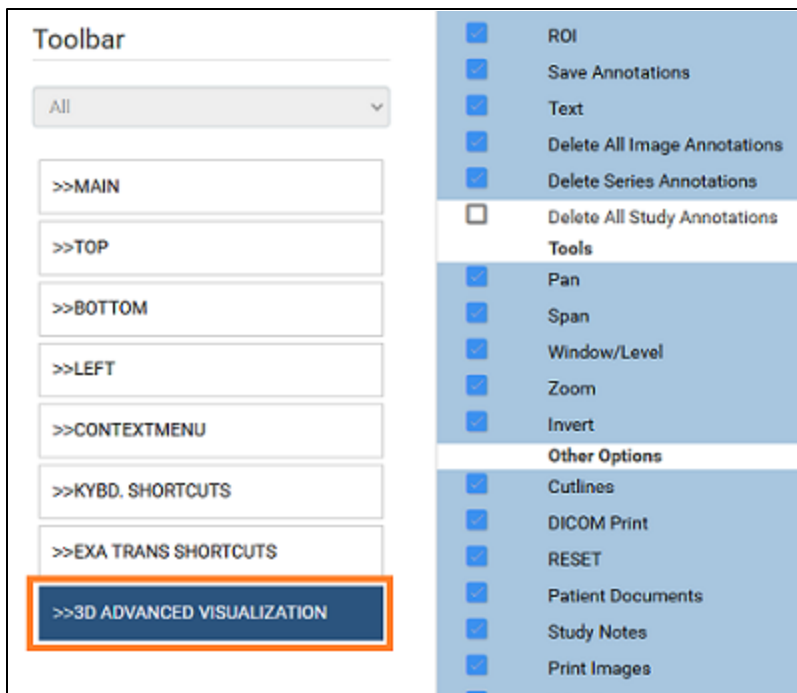 Toolbar
All
>>MAIN
>>TOP
>>BOTTOM
>>LEFT
>>CONTEXTMENU
>>KYBD. SHORTCUTS
>>EXA TRANS SHORTCUTS
>>3D ADVANCED VISUALIZATION
ROI
Save Annotations
Text
Delete All Image Annotations
Delete Series Annotations
Delete All Study Annotations
Tools
Pan
Span
Window/Level
Zoom
Invert
Other Options
Cutlines
DICOM Print
RESET
Patient Documents
Study Notes
Print Images